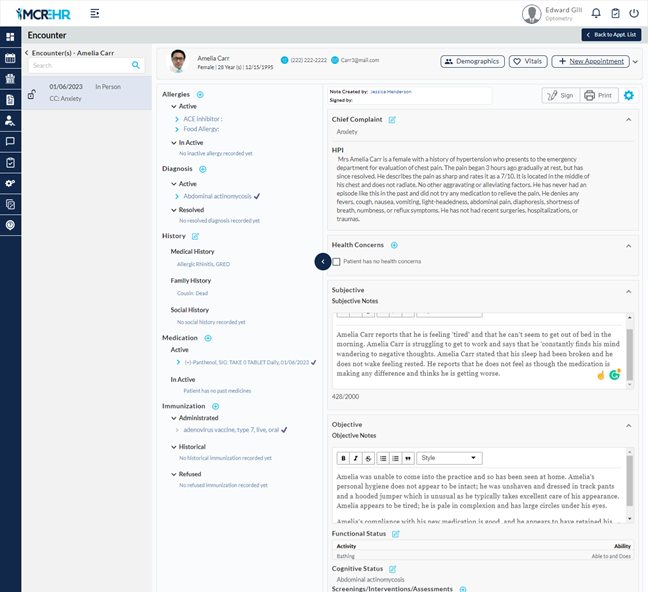 MCREHR
Edward Gill
Optometry
Encounter
Back to Appt. List
Encounter(s) - Amelia Carr
Search
01/06/2023 In Person
CC: Anxiety
Amelia Carr
Female | 28 Year(s) | 12/15/1995
(222) 222-2222
Carr3@mail.com
Demographics
Vitals
+ New Appointment
Allergies
Active
ACE inhibitor :
Food Allergy:
In Active
No inactive allergy recorded yet
Diagnosis
Active
Abdominal actinomycosis
Resolved
No resolved diagnosis recorded yet
History
Medical History
Allergic Rhinitis, GRED
Family History
Cousin: Dead
Social History
No social history recorded yet
Medication
Active
(+)-Panthenol, SIG: TAKE 0 TABLET Daily, 01/06/2023
In Active
Patient has no past medicines
Immunization
Administrated
adenovirus vaccine, type 7, live, oral
Historical
No historical immunization recorded yet
Refused
No refused immunization recorded yet
Note Created by: Jessica Henderson
Signed by:
Sign
Print
Chief Complaint
Anxiety
HPI
Mrs Amelia Carr is a female with a history of hypertension who presents to the emergency
department for evaluation of chest pain. The pain began 3 hours ago gradually at rest, but has
since resolved. He describes the pain as sharp and rates it as a 7/10. It is located in the middle of
his chest and does not radiate. No other aggravating or alleviating factors. He has never had an
episode like this in the past and did not try any medication to relieve the pain. He denies any
fevers, cough, nausea, vomiting, light-headedness, abdominal pain, diaphoresis, shortness of
breath, numbness, or reflux symptoms. He has not had recent surgeries, hospitalizations, or
traumas.
Health Concerns
Patient has no health concerns
Subjective
Subjective Notes
Amelia Carr reports that he is feeling 'tired' and that he can't seem to get out of bed in the
morning. Amelia Carr is struggling to get to work and says that he 'constantly finds his mind
wandering to negative thoughts. Amelia Carr stated that his sleep had been broken and he
does not wake feeling rested. He reports that he does not feel as though the medication is
making any difference and thinks he is getting worse.
428/2000
Objective
Objective Notes
B I S Style
Amelia was unable to come into the practice and so has been seen at home. Amelia's
personal hygiene does not appear to be intact; he was unshaven and dressed in track pants
and a hooded jumper which is unusual as he typically takes excellent care of his appearance.
Amelia appears to be tired; he is pale in complexion and has large circles under his eyes.
Amelia's compliance with his new medication is good, and he appears to have retained his
Functional Status
Activity Ability
Bathing Able to and Does
Cognitive Status
Abdominal actinomycosis
Screenings/Interventions/Assessments